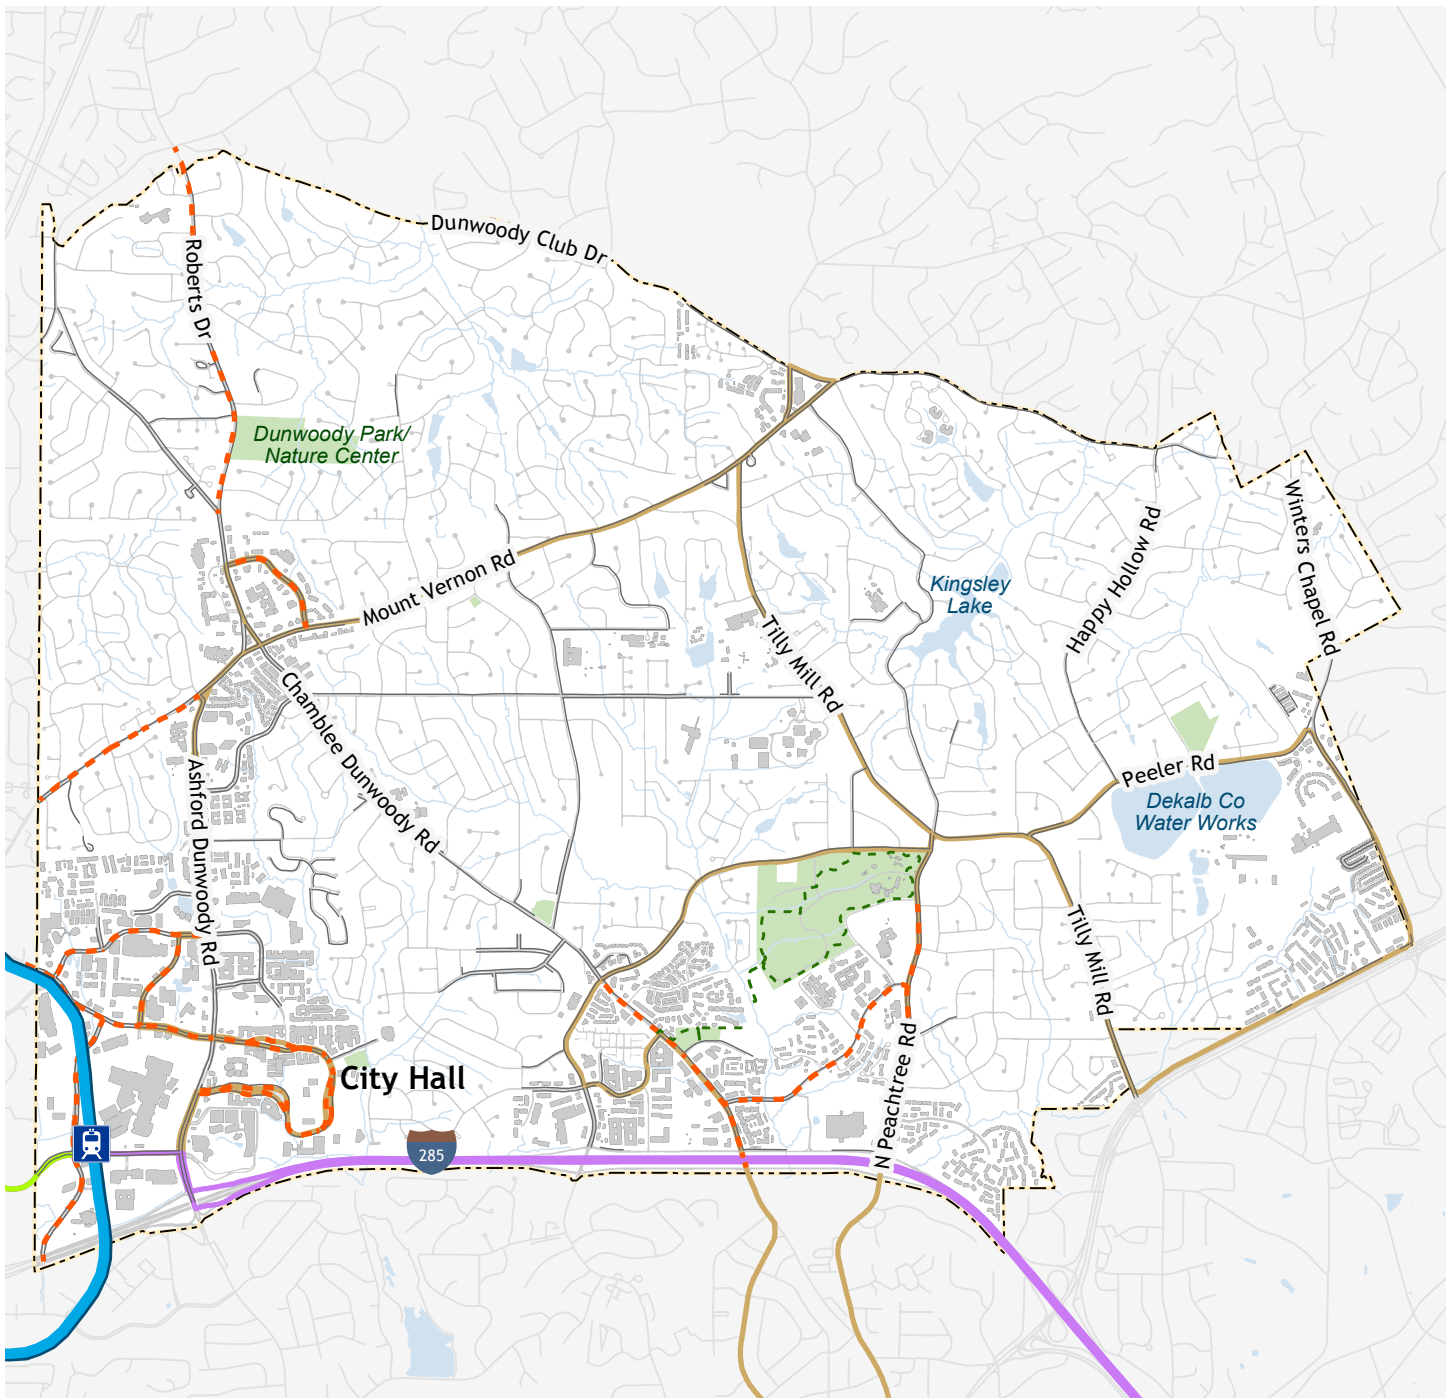 Dunwoody Club Dr
Roberts Dr
Dunwoody Park/
Nature Center
Winters Chapel Rd
Happy Hollow Rd
Mount Vernon Rd
Kingsley
Lake
Tilly Mill Rd
Chamblee Dunwoody Rd
Ashford Dunwoody Rd
Peeler Rd
Dekalb Co
Water Works
Tilly Mill Rd
City Hall
N Peachtree Rd
285